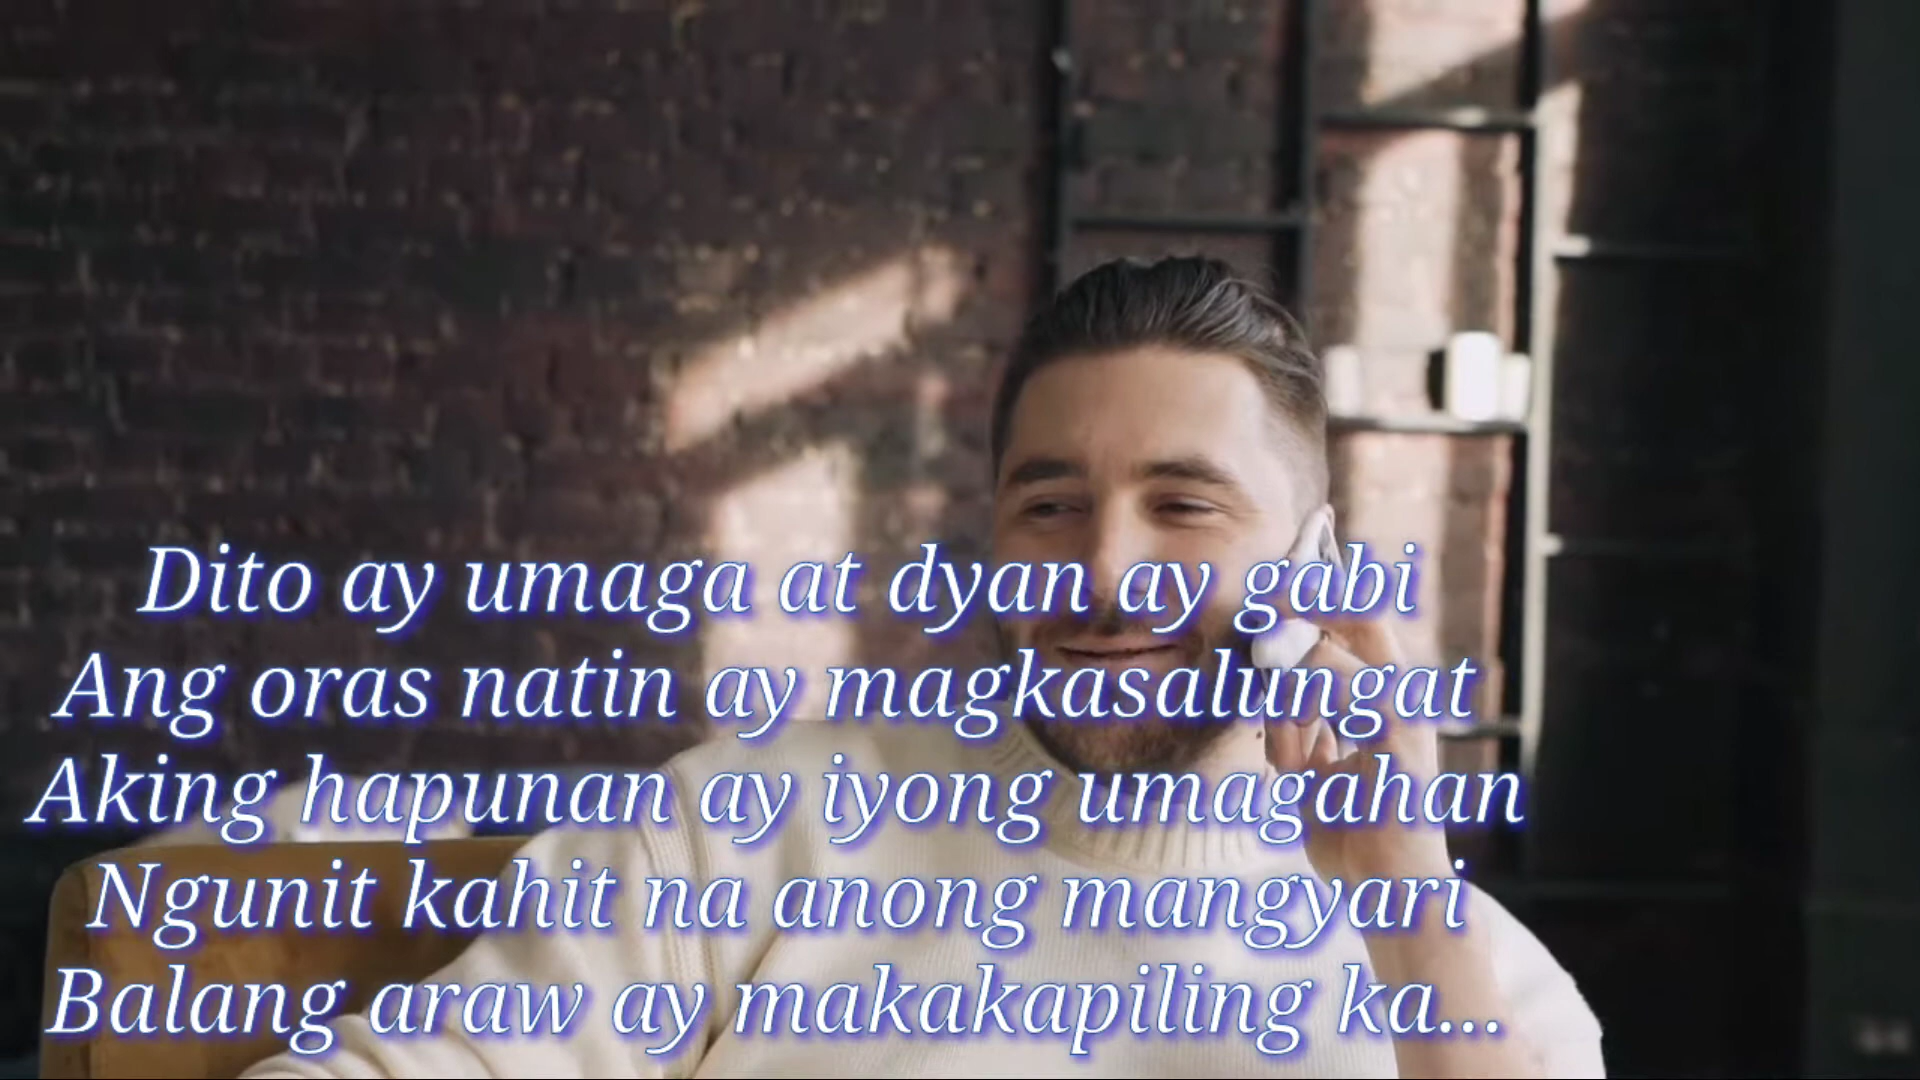 Dito ay umaga at dyan ay gabi
Ang oras natin ay magkasalungat
Aking hapunan ay iyong umagahan
Ngunit kahit na anong mangyari
Balang araw ay makakapiling ka...